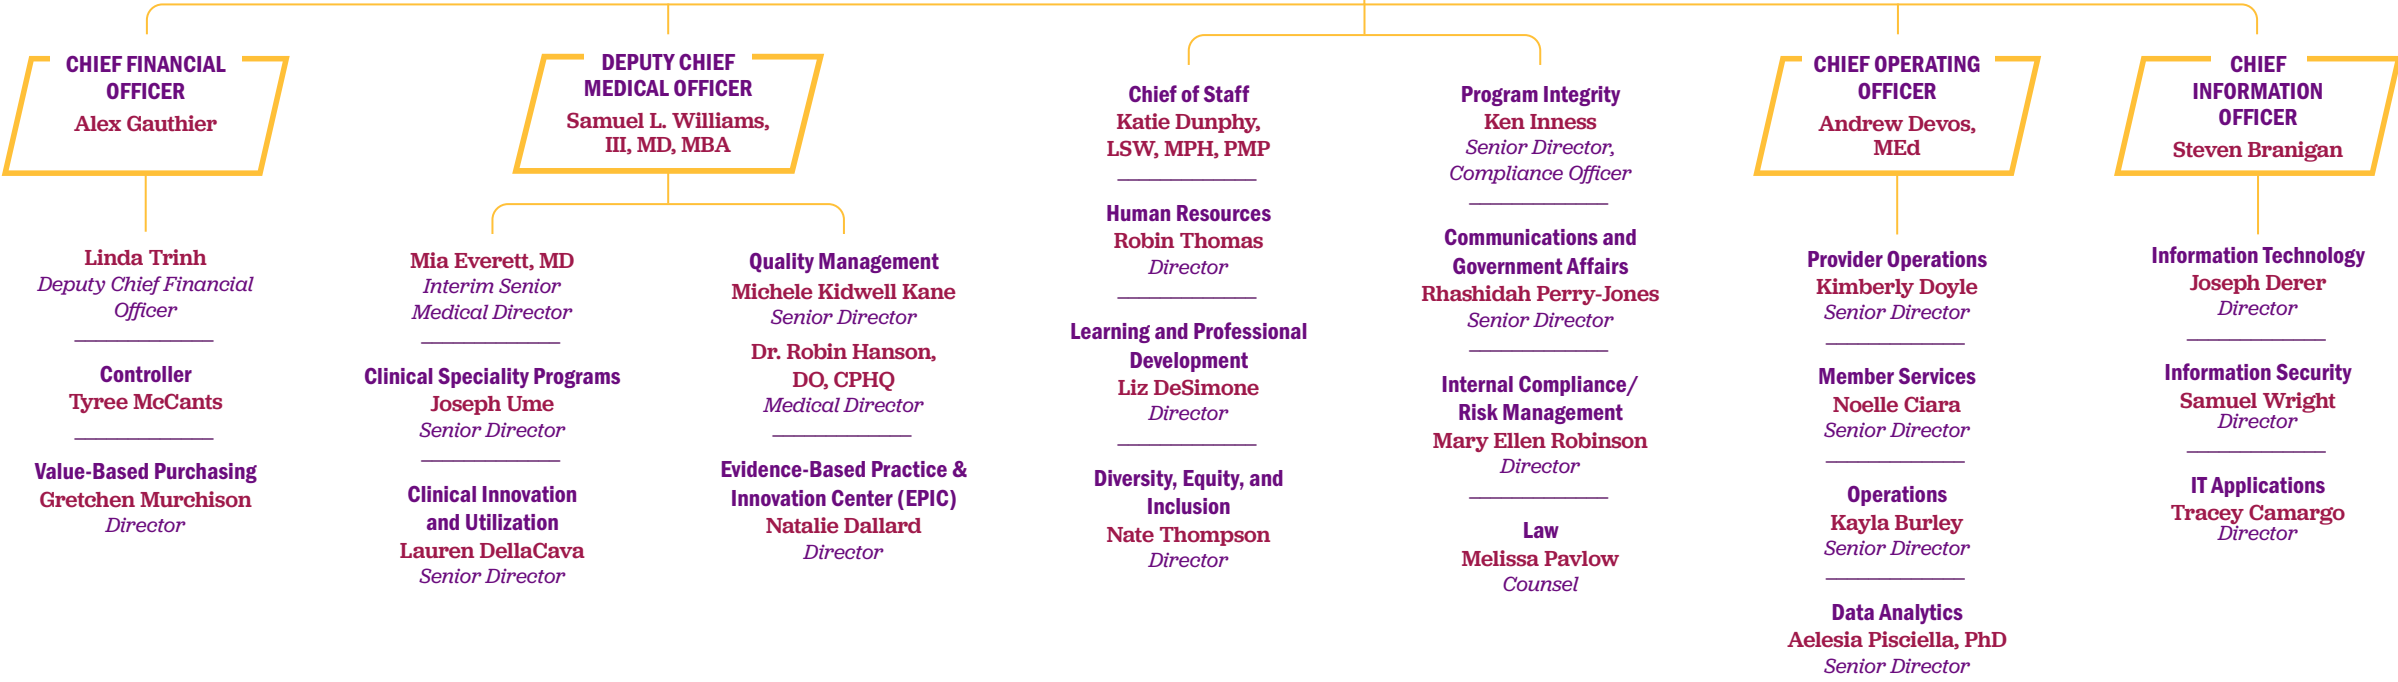 CHIEF FINANCIAL
OFFICER
Alex Gauthier
Linda Trinh
Deputy Chief Financial
Officer
Controller
Tyree McCants
Value-Based Purchasing
Gretchen Murchison
Director
DEPUTY CHIEF
MEDICAL OFFICER
Samuel L. Williams,
III, MD, MBA
Mia Everett, MD
Interim Senior
Medical Director
Clinical Speciality Programs
Joseph Ume
Senior Director
Clinical Innovation
and Utilization
Lauren DellaCava
Senior Director
Quality Management
Michele Kidwell Kane
Senior Director
Dr. Robin Hanson,
DO, CPHQ
Medical Director
Evidence-Based Practice &
Innovation Center (EPIC)
Natalie Dallard
Director
Chief of Staff
Katie Dunphy,
LSW, MPH, PMP
Human Resources
Robin Thomas
Director
Learning and Professional
Development
Liz DeSimone
Director
Diversity, Equity, and
Inclusion
Nate Thompson
Director
Program Integrity
Ken Inness
Senior Director,
Compliance Officer
Communications and
Government Affairs
Rhashidah Perry-Jones
Senior Director
Internal Compliance/
Risk Management
Mary Ellen Robinson
Director
Law
Melissa Pavlow
Counsel
CHIEF OPERATING
OFFICER
Andrew Devos,
MEd
Provider Operations
Kimberly Doyle
Senior Director
Member Services
Noelle Ciara
Senior Director
Operations
Kayla Burley
Senior Director
Data Analytics
Aelesia Pisciella, PhD
Senior Director
CHIEF
INFORMATION
OFFICER
Steven Branigan
Information Technology
Joseph Derer
Director
Information Security
Samuel Wright
Director
IT Applications
Tracey Camargo
Director